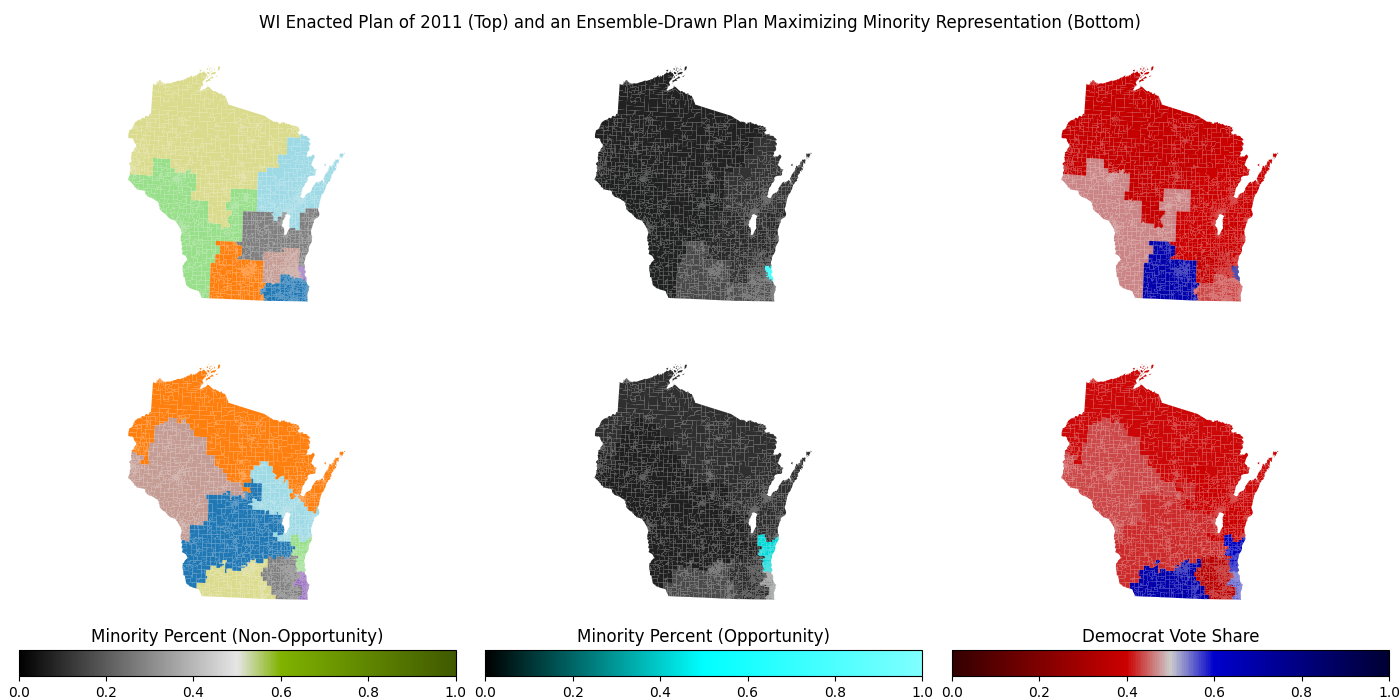 WI Enacted Plan of 2011 (Top) and an Ensemble-Drawn Plan Maximizing Minority Representation (Bottom)
Minority Percent (Non-Opportunity)
0.0 0.2 0.4 0.6 0.8 1.0
Minority Percent (Opportunity)
0.0 0.2 0.4 0.6 0.8 1.0
Democrat Vote Share
0.0 0.2 0.4 0.6 0.8 1.0